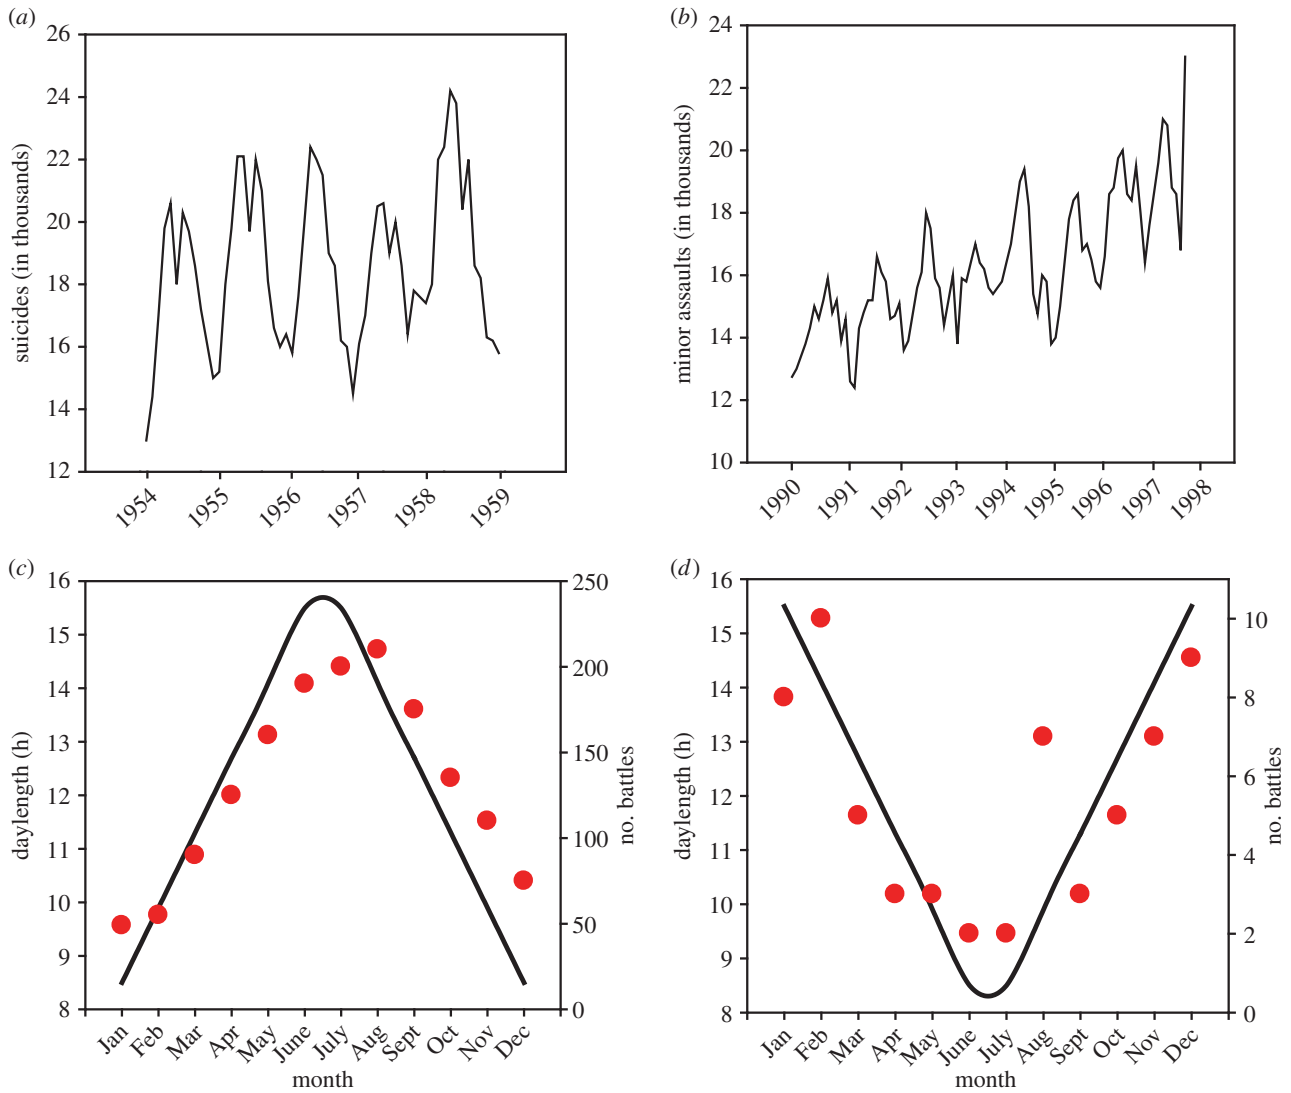 (a)
suicides (in thousands)
26
24
22
20
18
16
14
12
1954
1955
1956
1957
1958
1959
(b)
minor assaults (in thousands)
24
22
20
18
16
14
12
10
1990
1991
1992
1993
1994
1995
1996
1997
1998
(c)
daylength (h)
16
15
14
13
12
11
10
9
8
250
200
150
100
50
0
no. battles
Jan
Feb
Mar
Apr
May
June
July
Aug
Sept
Oct
Nov
Dec
month
(d)
daylength (h)
16
15
14
13
12
11
10
9
8
10
8
6
4
2
0
no. battles
Jan
Feb
Mar
Apr
May
June
July
Aug
Sept
Oct
Nov
Dec
month